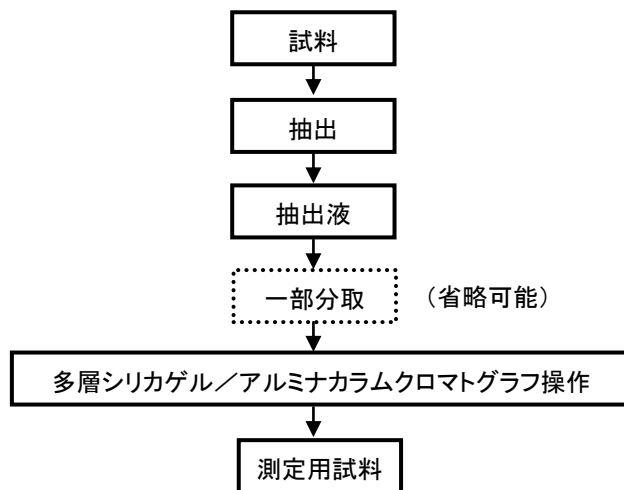 試料
抽出
抽出液
一部分取 （省略可能）
多層シリカゲル／アルミナカラムクロマトグラフ操作
測定用試料